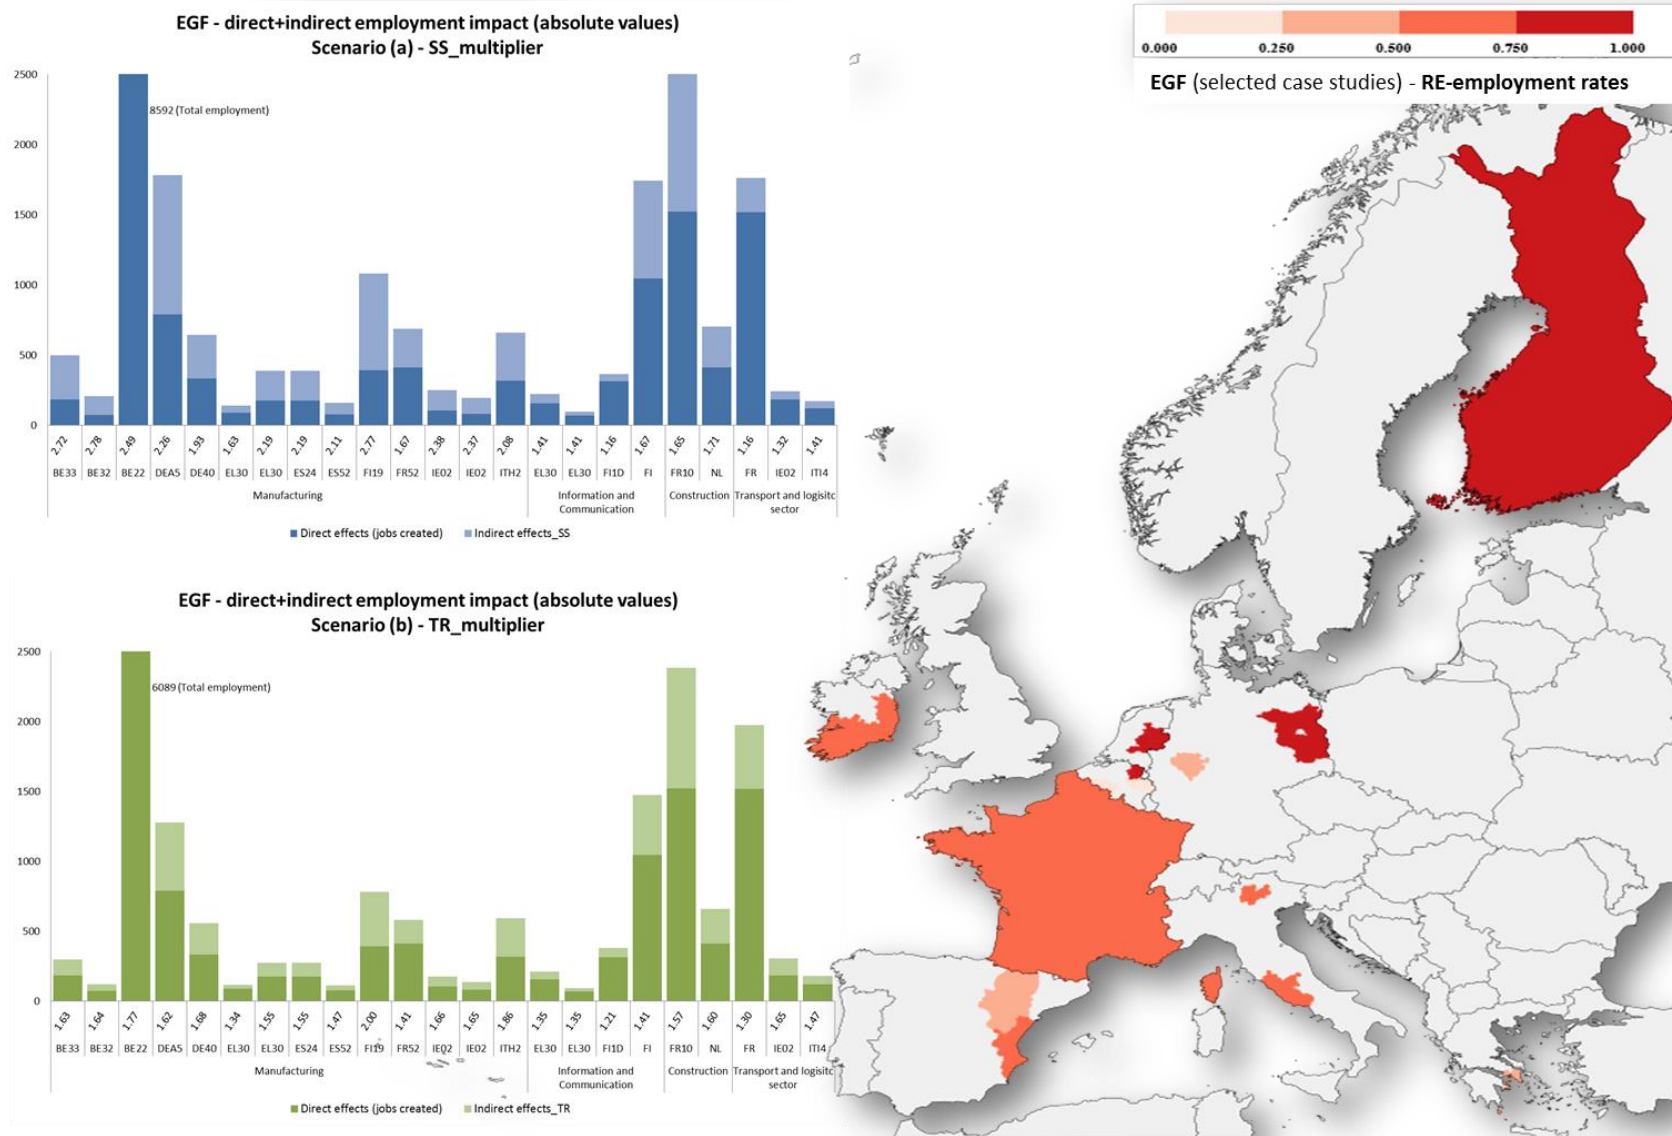 EGF - direct+indirect employment impact (absolute values)
Scenario (a) - SS_multiplier
2500
2000
1500
1000
500
0
8592 (Total employment)
2.72 2.78 2.49 2.26 1.93 1.63 2.19 2.19 2.11 2.77 1.67 2.38 2.37 2.08 1.41 1.41 1.16 1.67 1.65 1.71 1.16 1.32 1.41
BE33 BE32 BE22 DEA5 DE40 EL30 EL30 ES24 ES52 FI19 FR52 IE02 IE02 ITH2 EL30 EL30 FI1D FI FR10 NL FR IE02 ITI4
Manufacturing Information and Construction Transport and logisitc
Communication sector
Direct effects (jobs created) Indirect effects_SS
EGF - direct+indirect employment impact (absolute values)
Scenario (b) - TR_multiplier
2500
2000
1500
1000
500
0
6089 (Total employment)
1.63 1.64 1.77 1.62 1.68 1.34 1.55 1.55 1.47 2.00 1.41 1.66 1.65 1.86 1.35 1.35 1.21 1.41 1.57 1.60 1.30 1.65 1.47
BE33 BE32 BE22 DEA5 DE40 EL30 EL30 ES24 ES52 FI19 FR52 IE02 IE02 ITH2 EL30 EL30 FI1D FI FR10 NL FR IE02 ITI4
Manufacturing Information and Construction Transport and logisitc
Communication sector
Direct effects (jobs created) Indirect effects_TR
0.000 0.250 0.500 0.750 1.000
EGF (selected case studies) - RE-employment rates